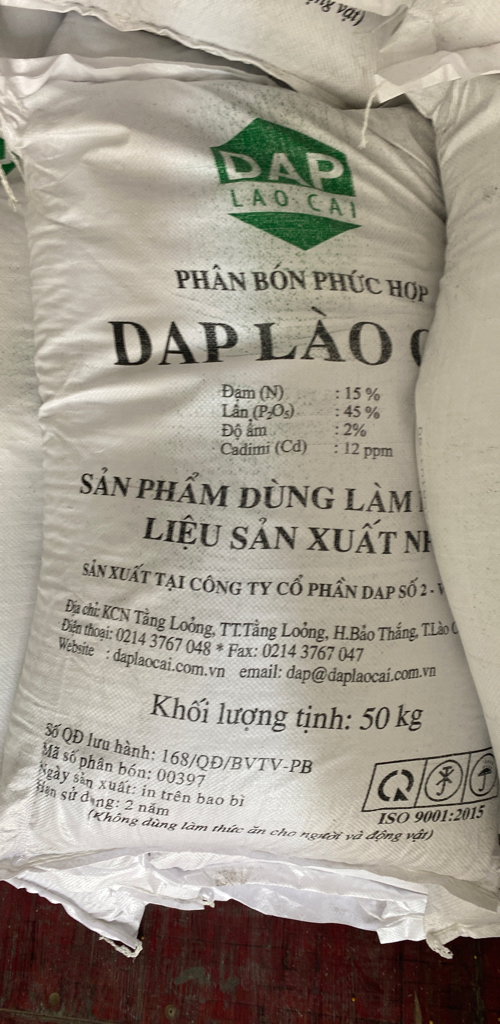 vật)
DAP
LAO CAI
PHÂN BÓN PHỨC HỢP
DAP LÀO
Đạm (N) : 15 %
Lân (P₂O₅) : 45 %
Độ ẩm : 2%
Cadimi (Cd) : 12 ppm
SẢN PHẨM DÙNG LÀM
LIỆU SẢN XUẤT
SẢN XUẤT TẠI CÔNG TY CỔ PHẦN DAP SỐ 2 -
Địa chỉ: KCN Tằng Loỏng, TT.Tằng Loỏng, H.Bảo Thắng, T.Lào
Điện thoại: 0214 3767 048 * Fax: 0214 3767 047
Website : daplaocai.com.vn email: dap@daplaocai.com.vn
Khối lượng tịnh: 50 kg
Số QĐ lưu hành: 168/QĐ/BVTV-PB
Mã số phân bón: 00397
Ngày sản xuất: in trên bao bì
Hạn sử dụng: 2 năm
(Không dùng làm thức ăn cho người và động vật)
ISO 9001:2015